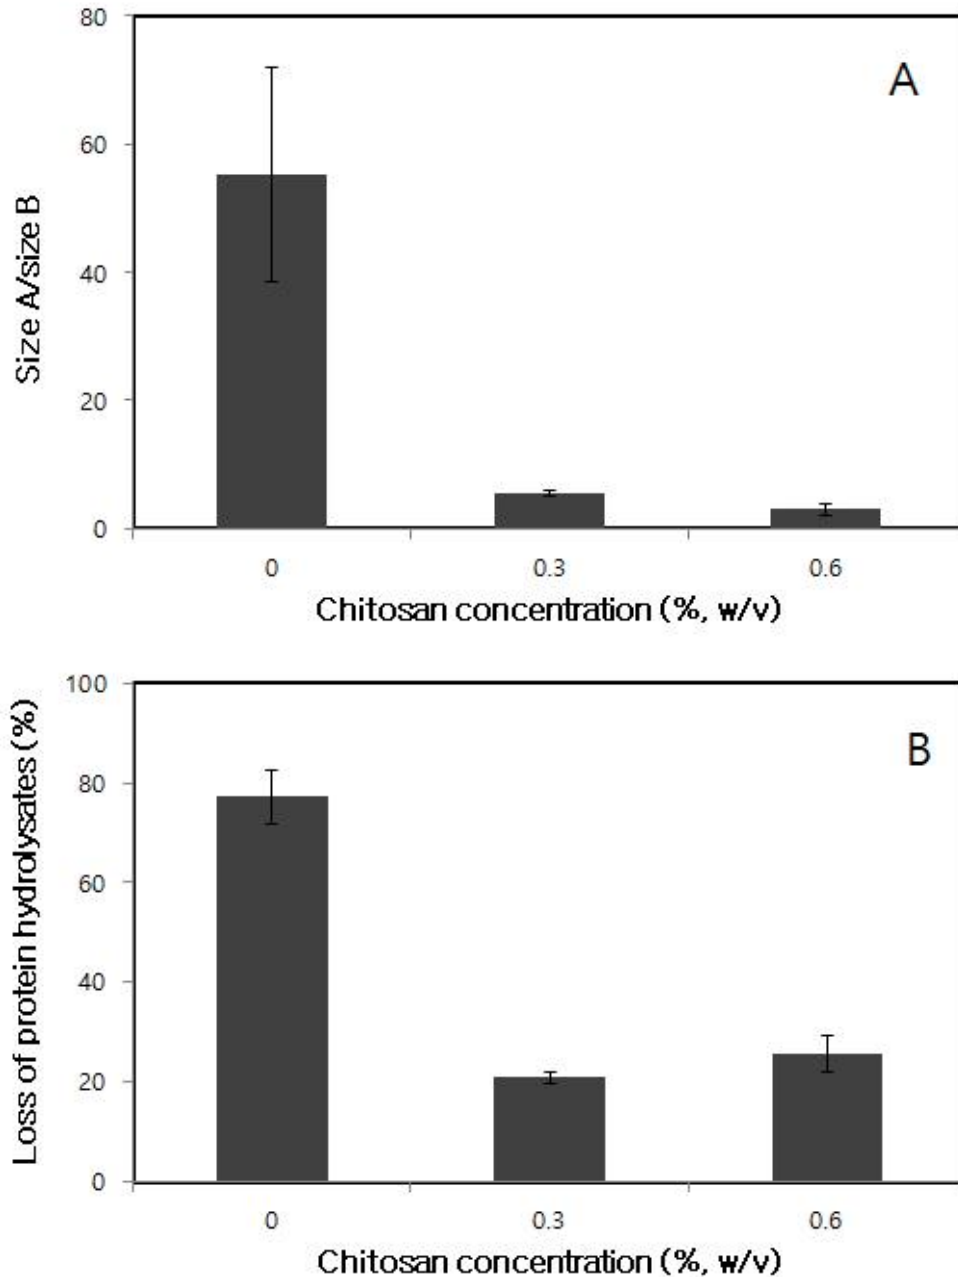 A
Size A/size B
80
60
40
20
0
0 0.3 0.6
Chitosan concentration (%, w/v)
B
Loss of protein hydrolysates (%)
100
80
60
40
20
0
0 0.3 0.6
Chitosan concentration (%, w/v)